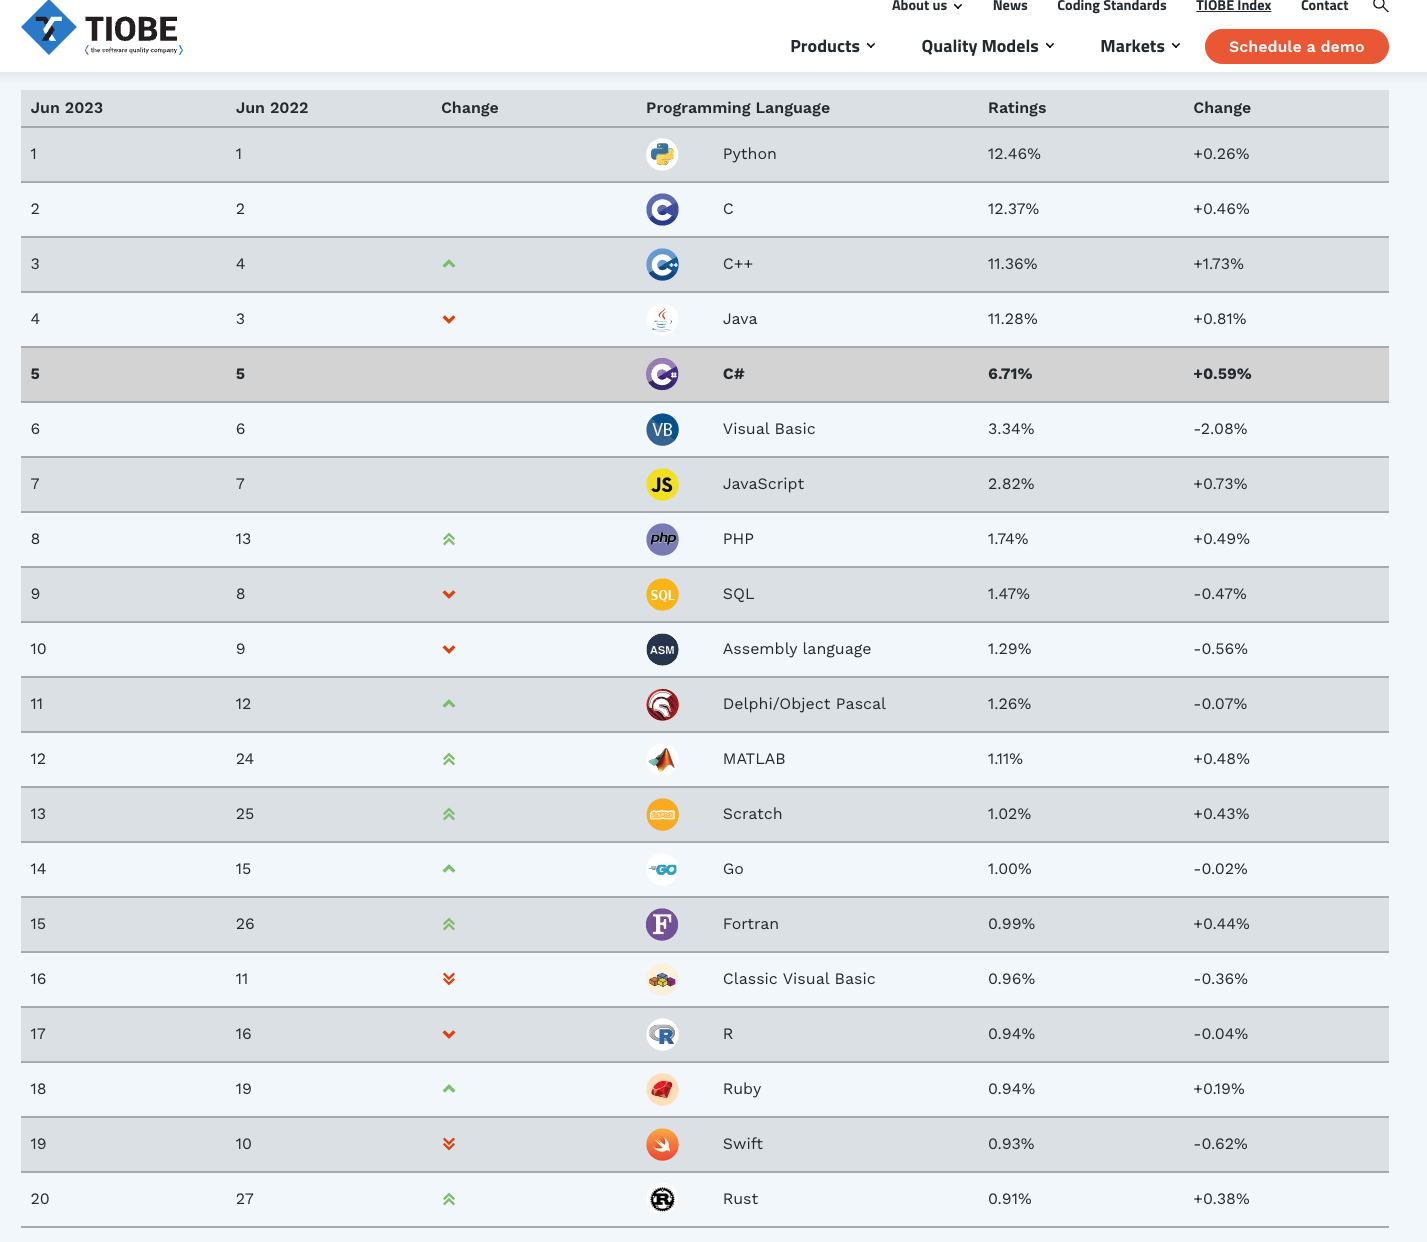 About us News Coding Standards TIOBE Index Contact
TIOBE
(the software quality company)
Products Quality Models Markets Schedule a demo
Jun 2023 Jun 2022 Change Programming Language Ratings Change
1 1 Python 12.46% +0.26%
2 2 C C 12.37% +0.46%
3 4 C++ C++ 11.36% +1.73%
4 3 Java 11.28% +0.81%
5 5 C# C# 6.71% +0.59%
6 6 VB Visual Basic 3.34% -2.08%
7 7 JS JavaScript 2.82% +0.73%
8 13 php PHP 1.74% +0.49%
9 8 SQL SQL 1.47% -0.47%
10 9 ASM Assembly language 1.29% -0.56%
11 12 Delphi/Object Pascal 1.26% -0.07%
12 24 MATLAB 1.11% +0.48%
13 25 Scratch 1.02% +0.43%
14 15 GO Go 1.00% -0.02%
15 26 F Fortran 0.99% +0.44%
16 11 Classic Visual Basic 0.96% -0.36%
17 16 R R 0.94% -0.04%
18 19 Ruby 0.94% +0.19%
19 10 Swift 0.93% -0.62%
20 27 R Rust 0.91% +0.38%